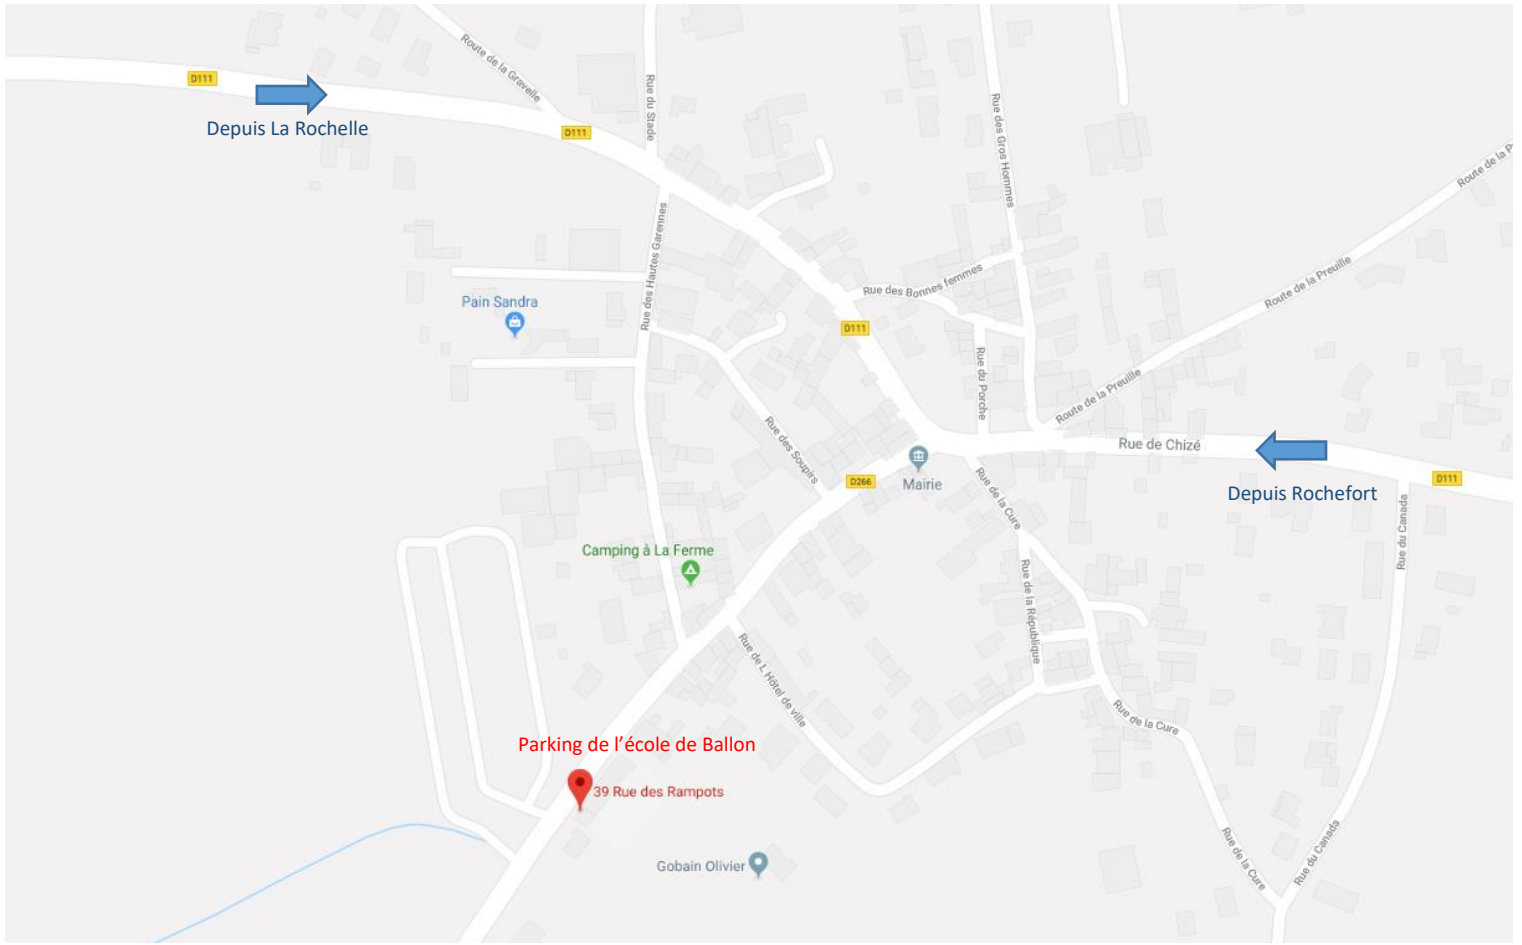 Route de la Gravelle
D111
Depuis La Rochelle
D111
Rue du Stade
Rue des Gros Hommes
Route de la P
Rue des Hautes Garennes
Rue des Bonnes femmes
Route de la Preuille
Pain Sandra
D111
Rue du Porche
Route de la Preuille
Rue des Soupirs
Rue de Chizé
D266
Mairie
D111
Depuis Rochefort
Rue de la Cure
Rue du Canada
Camping à La Ferme
Rue de la République
Rue de l. Hôtel de ville
Rue de la Cure
Parking de l’école de Ballon
39 Rue des Rampots
Gobain Olivier
Rue de la Cure
Rue du Canada